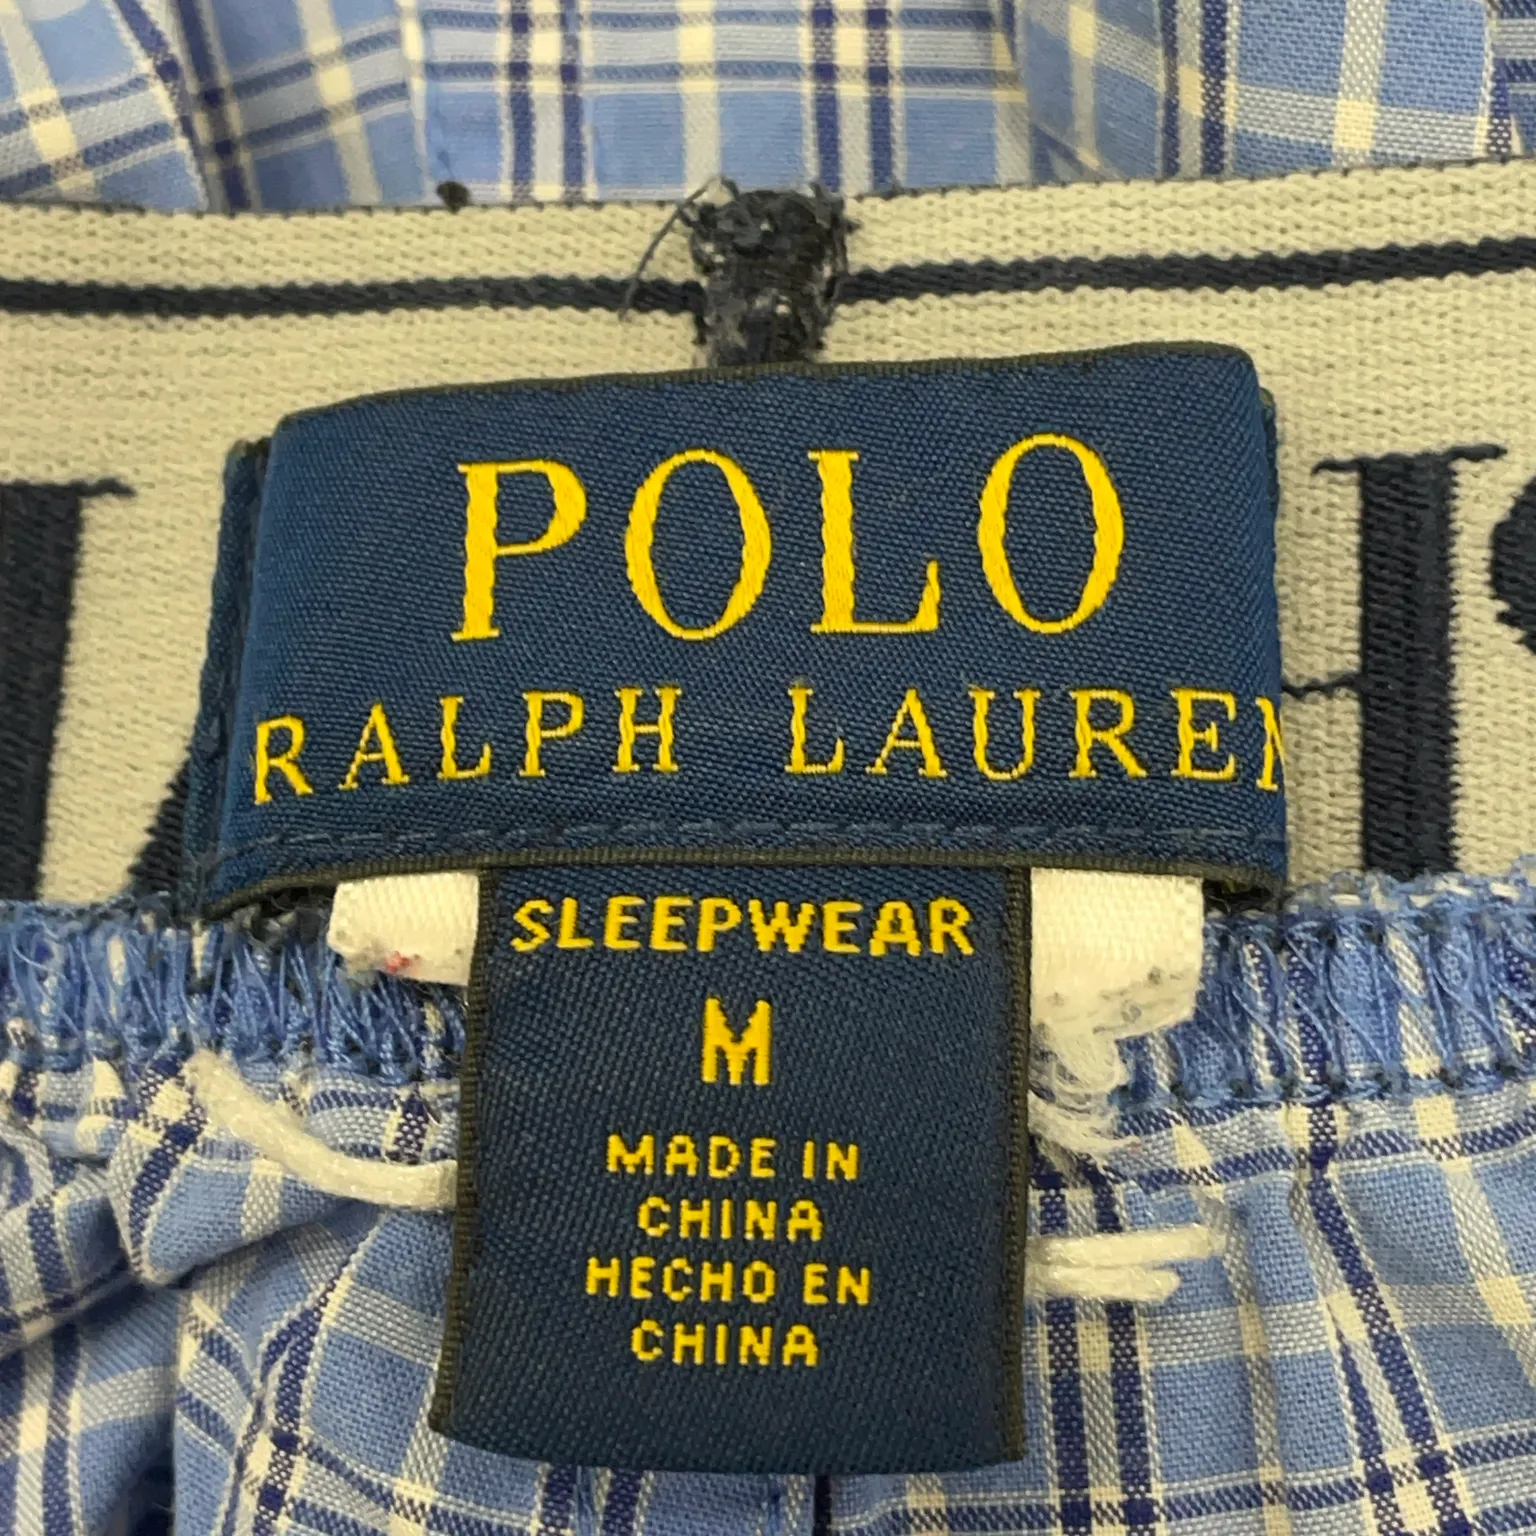 POLO
RALPH LAUREN
SLEEPWEAR
M
MADE IN
CHINA
HECHO EN
CHINA